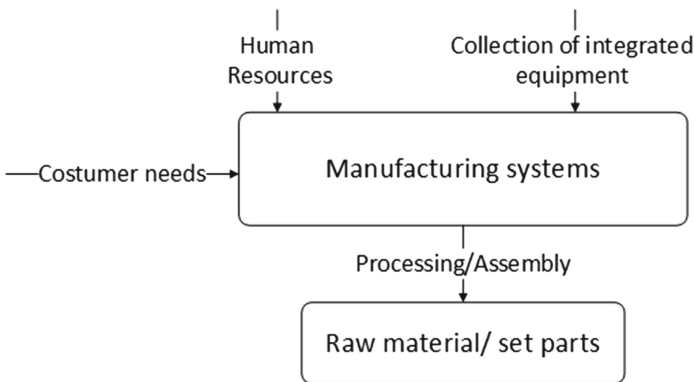 Human
Resources
Collection of integrated
equipment
Costumer needs
Manufacturing systems
Processing/Assembly
Raw material/ set parts